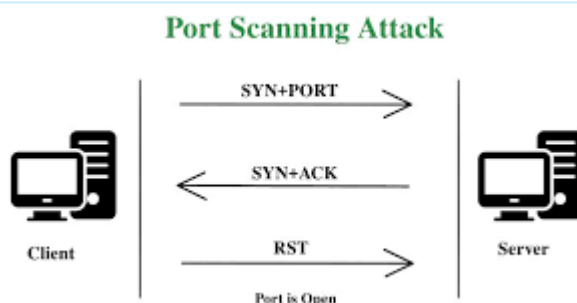 Port Scanning Attack
SYN+PORT
SYN+ACK
Client
Server
RST
Port is Open